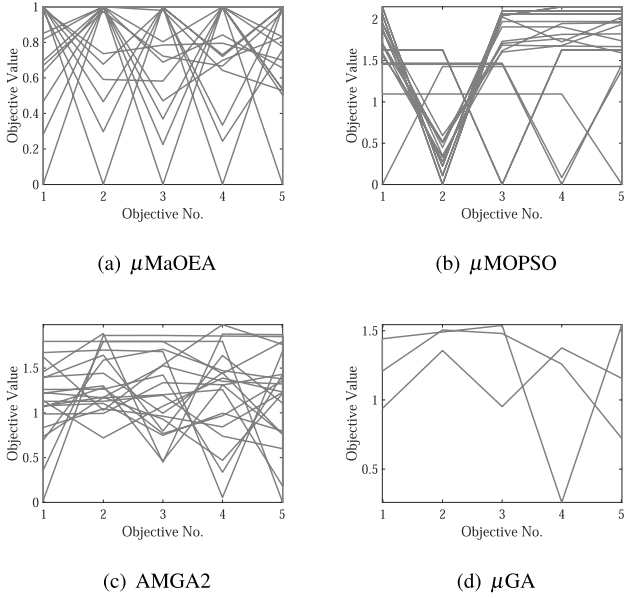 1
0.8
0.6
0.4
0.2
0
Objective Value
1 2 3 4 5
Objective No.
(a) μMaOEA
2
1.5
1
0.5
0
Objective Value
1 2 3 4 5
Objective No.
(b) μMOPSO
1.5
1
0.5
0
Objective Value
1 2 3 4 5
Objective No.
(c) AMGA2
1.5
1
0.5
Objective Value
1 2 3 4 5
Objective No.
(d) μGA